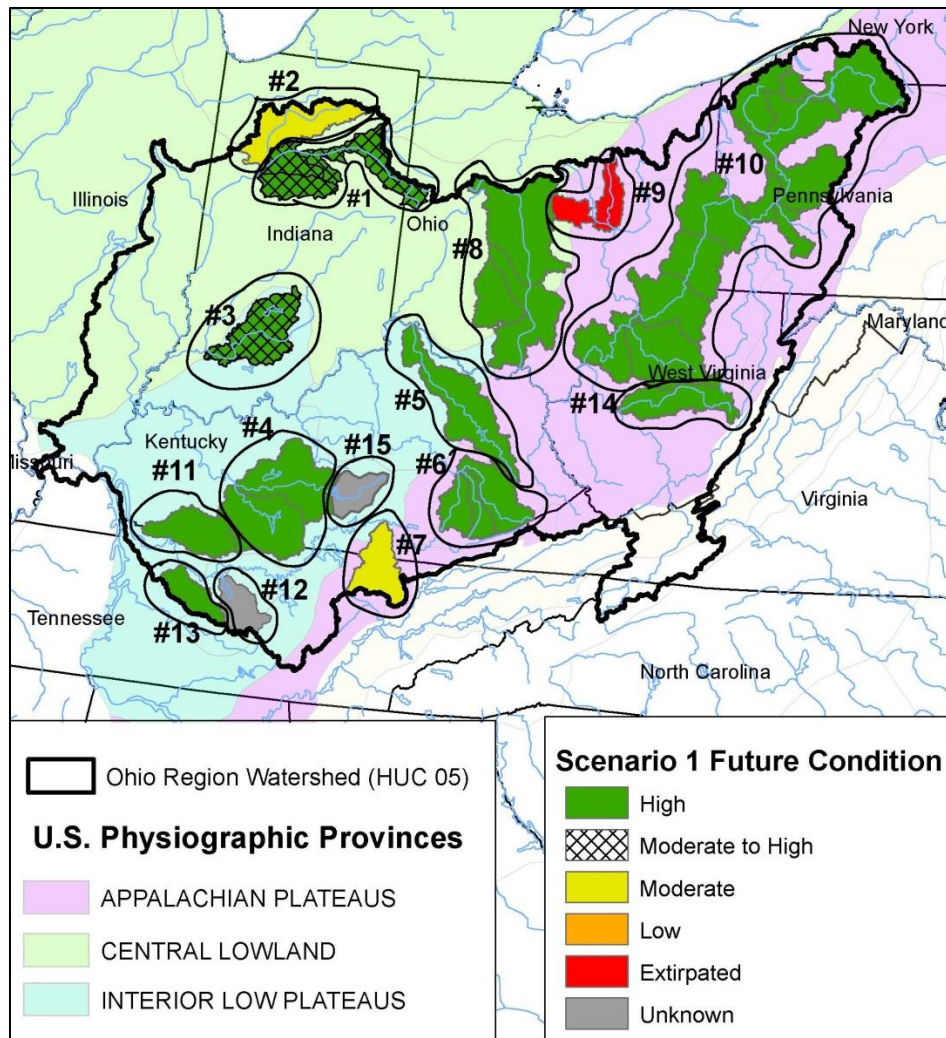 New York
#2
#10
Illinois
#9
Pennsylvania
#1
Ohio
Indiana
#8
#3
Maryland
West Virginia
#5
#14
Kentucky
#4
#15
#11
#6
Virginia
#7
#12
Tennessee
#13
North Carolina
Ohio Region Watershed (HUC 05)
U.S. Physiographic Provinces
APPALACHIAN PLATEAUS
CENTRAL LOWLAND
INTERIOR LOW PLATEAUS
Scenario 1 Future Condition
High
Moderate to High
Moderate
Low
Extirpated
Unknown